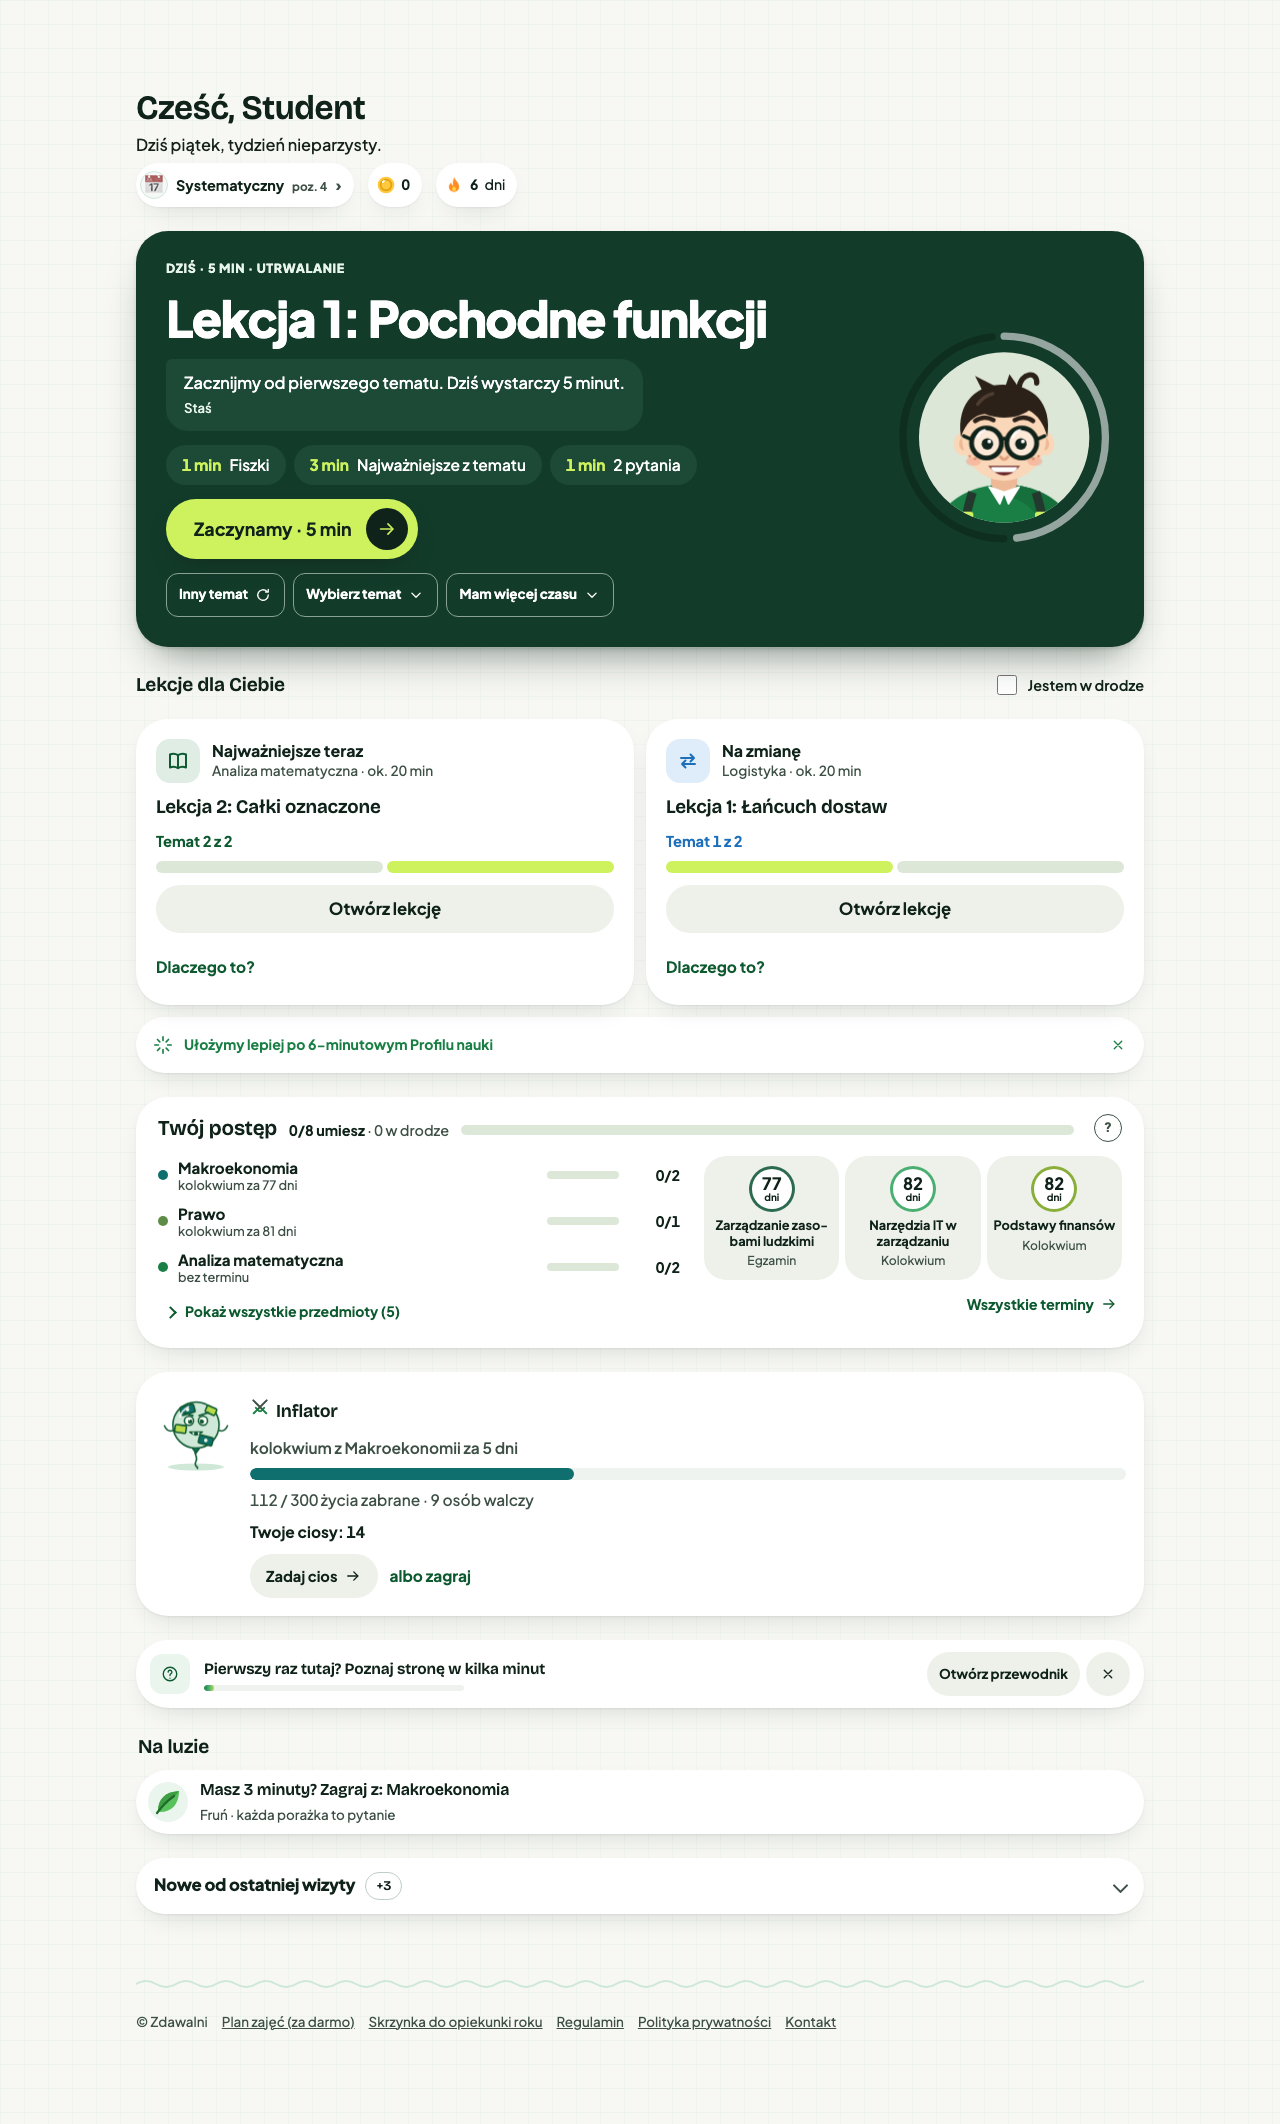 Cześć, Student
Dziś piątek, tydzień nieparzysty.
17 Systematyczny poz. 4 › 0 6 dni
DZIŚ · 5 MIN · UTRWALANIE
Lekcja 1: Pochodne funkcji
Zacznijmy od pierwszego tematu. Dziś wystarczy 5 minut.
Staś
1 min Fiszki 3 min Najważniejsze z tematu 1 min 2 pytania
Zaczynamy · 5 min
Inny temat Wybierz temat Mam więcej czasu
Lekcje dla Ciebie Jestem w drodze
Najważniejsze teraz
Analiza matematyczna · ok. 20 min
Lekcja 2: Całki oznaczone
Temat 2 z 2
Otwórz lekcję
Dlaczego to?
Na zmianę
Logistyka · ok. 20 min
Lekcja 1: Łańcuch dostaw
Temat 1 z 2
Otwórz lekcję
Dlaczego to?
Ułożymy lepiej po 6-minutowym Profilu nauki
Twój postęp 0/8 umiesz · 0 w drodze ?
Makroekonomia 0/2
kolokwium za 77 dni
Prawo 0/1
kolokwium za 81 dni
Analiza matematyczna 0/2
bez terminu
Pokaż wszystkie przedmioty (5)
77
dni
Zarządzanie zaso-
bami ludzkimi
Egzamin
82
dni
Narzędzia IT w
zarządzaniu
Kolokwium
82
dni
Podstawy finansów
Kolokwium
Wszystkie terminy →
Inflator
kolokwium z Makroekonomii za 5 dni
112 / 300 życia zabrane · 9 osób walczy
Twoje ciosy: 14
Zadaj cios → albo zagraj
Pierwszy raz tutaj? Poznaj stronę w kilka minut Otwórz przewodnik
Na luzie
Masz 3 minuty? Zagraj z: Makroekonomia
Fruń · każda porażka to pytanie
Nowe od ostatniej wizyty +3
© Zdawalni Plan zajęć (za darmo) Skrzynka do opiekunki roku Regulamin Polityka prywatności Kontakt